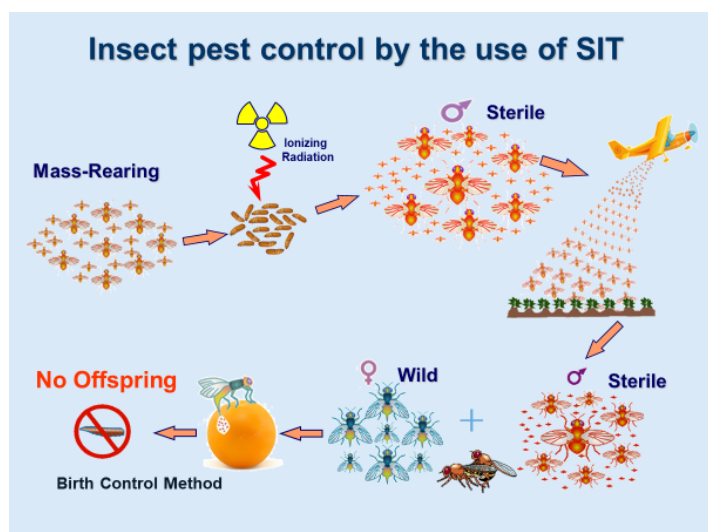 Insect pest control by the use of SIT
Mass-Rearing
Ionizing
Radiation
♂ Sterile
♀ Wild
+
♂ Sterile
No Offspring
Birth Control Method